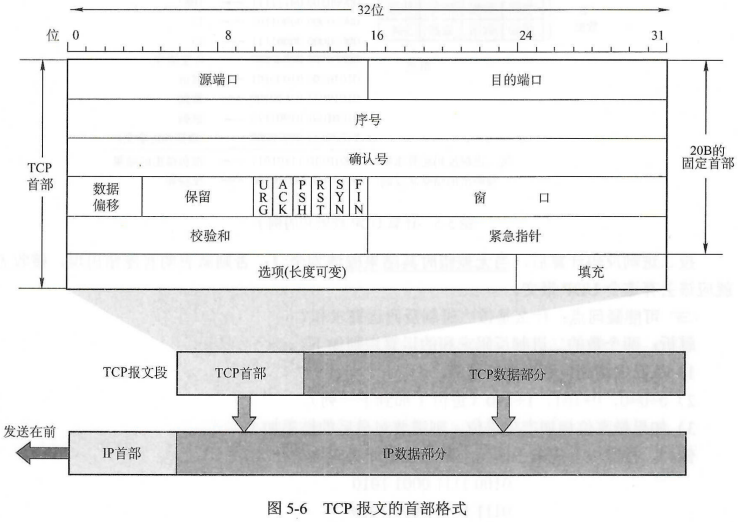 32位
位 0 8 16 24 31
源端口 目的端口
序号
确认号
TCP
首部
20B的
固定首部
数据
偏移
保留
URG
ACK
PSH
RST
SYN
FIN
窗 口
校验和 紧急指针
选项(长度可变) 填充
TCP报文段 TCP首部 TCP数据部分
发送在前
IP首部 IP数据部分
图 5-6 TCP 报文的首部格式